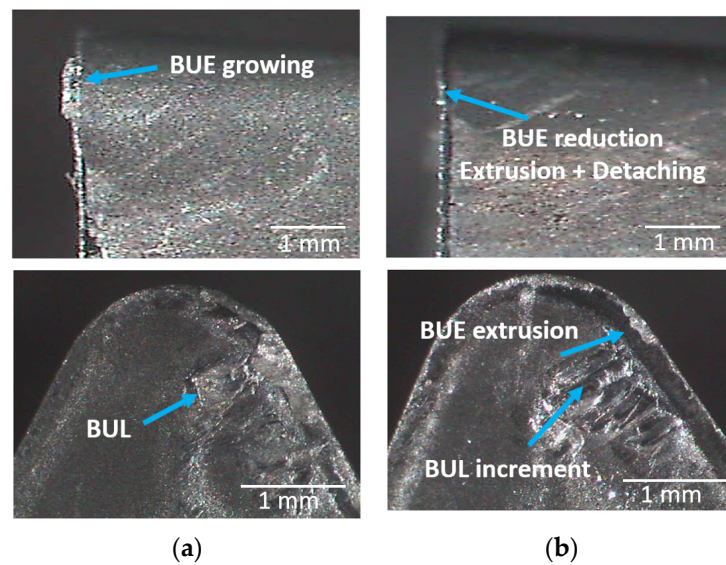 BUE growing
1 mm
BUE reduction
Extrusion + Detaching
1 mm
BUL
1 mm
BUE extrusion
BUL increment
1 mm
(a)
(b)